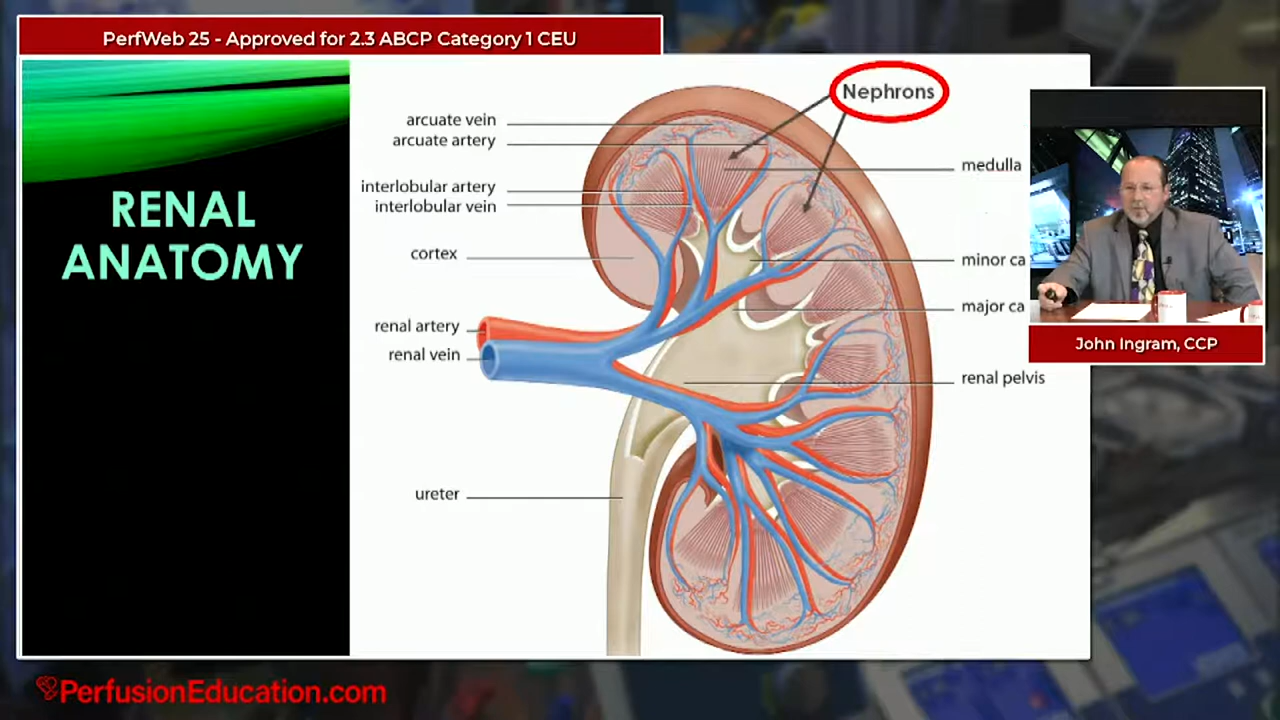 PerfWeb 25 - Approved for 2.3 ABCP Category 1 CEU
RENAL
ANATOMY
Nephrons
arcuate vein
arcuate artery
interlobular artery
interlobular vein
cortex
renal artery
renal vein
ureter
medulla
minor ca
major ca
renal pelvis
John Ingram, CCP
PerfusionEducation.com